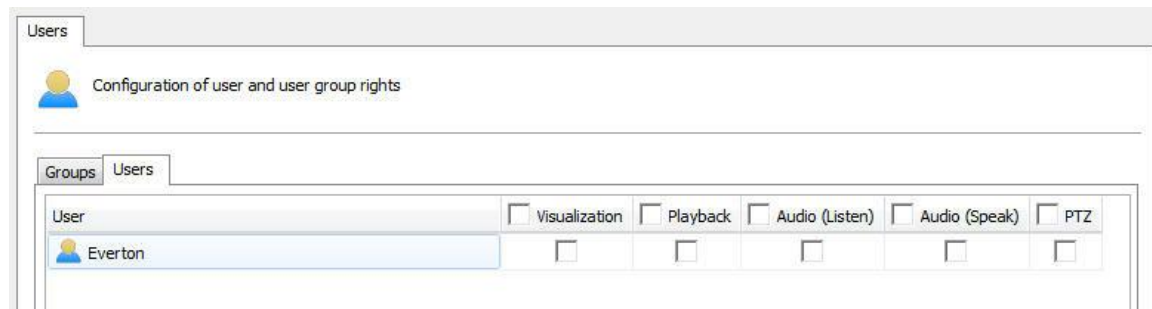 Users
Configuration of user and user group rights
Groups Users
User Visualization Playback Audio (Listen) Audio (Speak) PTZ
Everton